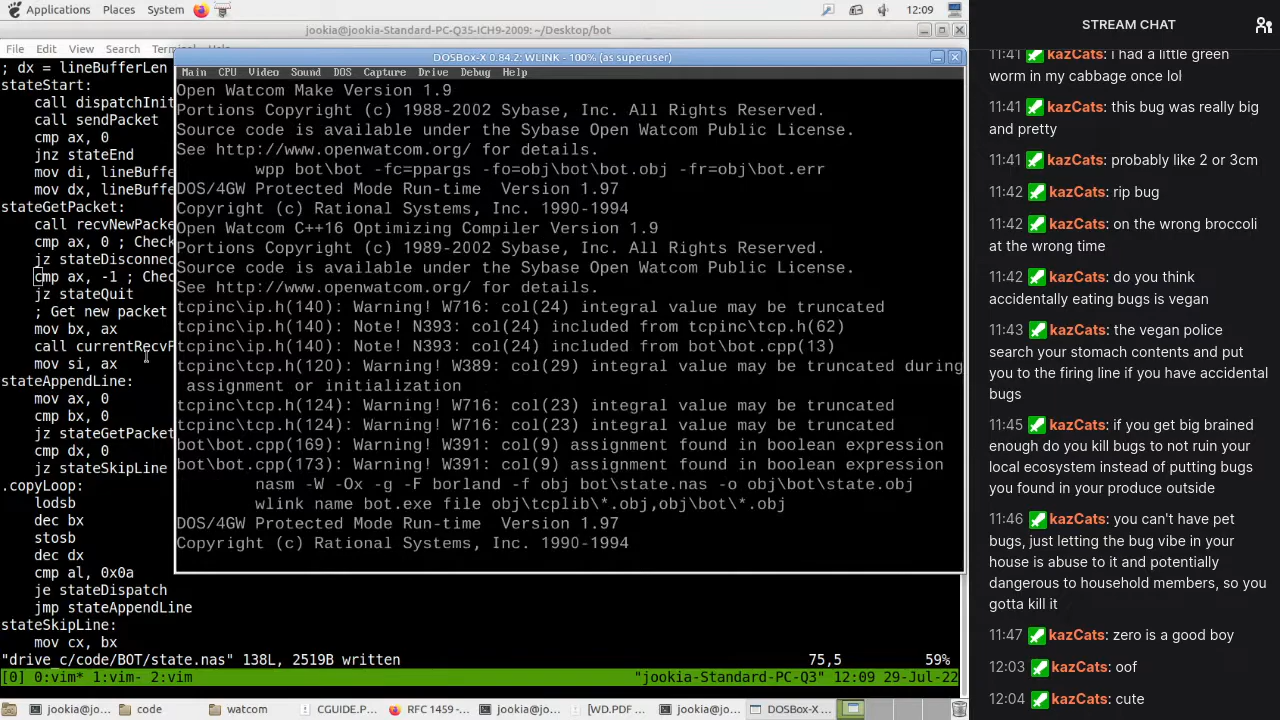 Applications Places System 12:09
jookia@jookia-Standard-PC-Q35-ICH9-2009: ~/Desktop/bot
File Edit View Search Terminal Tabs Help
; dx = lineBufferLen
stateStart:
call dispatchInit
call sendPacket
cmp ax, 0
jnz stateEnd
mov di, lineBuffe
mov dx, lineBuffe
stateGetPacket:
call recvNewPacke
cmp ax, 0 ; Check
jz stateDisconnec
cmp ax, -1 ; Chec
jz stateQuit
; Get new packet
mov bx, ax
call currentRecvP
mov si, ax
stateAppendLine:
mov ax, 0
cmp bx, 0
jz stateGetPacket
cmp dx, 0
jz stateSkipLine
.copyLoop:
lodsb
dec bx
stosb
dec dx
cmp al, 0x0a
je stateDispatch
jmp stateAppendLine
stateSkipLine:
mov cx, bx
"drive_c/code/BOT/state.nas" 138L, 2519B written 75,5 59%
[0] 0:vim* 1:vim- 2:vim "jookia-Standard-PC-Q3" 12:09 29-Jul-22
DOSBox-X 0.84.2: WLINK - 100% (as superuser)
Main CPU Video Sound DOS Capture Drive Debug Help
Open Watcom Make Version 1.9
Portions Copyright (c) 1988-2002 Sybase, Inc. All Rights Reserved.
Source code is available under the Sybase Open Watcom Public License.
See http://www.openwatcom.org/ for details.
wpp bot\bot -fc=ppargs -fo=obj\bot\bot.obj -fr=obj\bot.err
DOS/4GW Protected Mode Run-time Version 1.97
Copyright (c) Rational Systems, Inc. 1990-1994
Open Watcom C++16 Optimizing Compiler Version 1.9
Portions Copyright (c) 1989-2002 Sybase, Inc. All Rights Reserved.
Source code is available under the Sybase Open Watcom Public License.
See http://www.openwatcom.org/ for details.
tcpinc\ip.h(140): Warning! W716: col(24) integral value may be truncated
tcpinc\ip.h(140): Note! N393: col(24) included from tcpinc\tcp.h(62)
tcpinc\ip.h(140): Note! N393: col(24) included from bot\bot.cpp(13)
tcpinc\tcp.h(120): Warning! W389: col(29) integral value may be truncated during
assignment or initialization
tcpinc\tcp.h(124): Warning! W716: col(23) integral value may be truncated
tcpinc\tcp.h(124): Warning! W716: col(23) integral value may be truncated
bot\bot.cpp(169): Warning! W391: col(9) assignment found in boolean expression
bot\bot.cpp(173): Warning! W391: col(9) assignment found in boolean expression
nasm -W -Ox -g -F borland -f obj bot\state.nas -o obj\bot\state.obj
wlink name bot.exe file obj\tcplib\*.obj,obj\bot\*.obj
DOS/4GW Protected Mode Run-time Version 1.97
Copyright (c) Rational Systems, Inc. 1990-1994
jookia@jo... code watcom CGUIDE.P... RFC 1459 -... jookia@jo... [WD.PDF ... jookia@jo... DOSBox-X ...
STREAM CHAT
11:41 kazCats: i had a little green
worm in my cabbage once lol
11:41 kazCats: this bug was really big
and pretty
11:41 kazCats: probably like 2 or 3cm
11:42 kazCats: rip bug
11:42 kazCats: on the wrong broccoli
at the wrong time
11:42 kazCats: do you think
accidentally eating bugs is vegan
11:43 kazCats: the vegan police
search your stomach contents and put
you to the firing line if you have accidental
bugs
11:45 kazCats: if you get big brained
enough do you kill bugs to not ruin your
local ecosystem instead of putting bugs
you found in your produce outside
11:46 kazCats: you can't have pet
bugs, just letting the bug vibe in your
house is abuse to it and potentially
dangerous to household members, so you
gotta kill it
11:47 kazCats: zero is a good boy
12:03 kazCats: oof
12:04 kazCats: cute